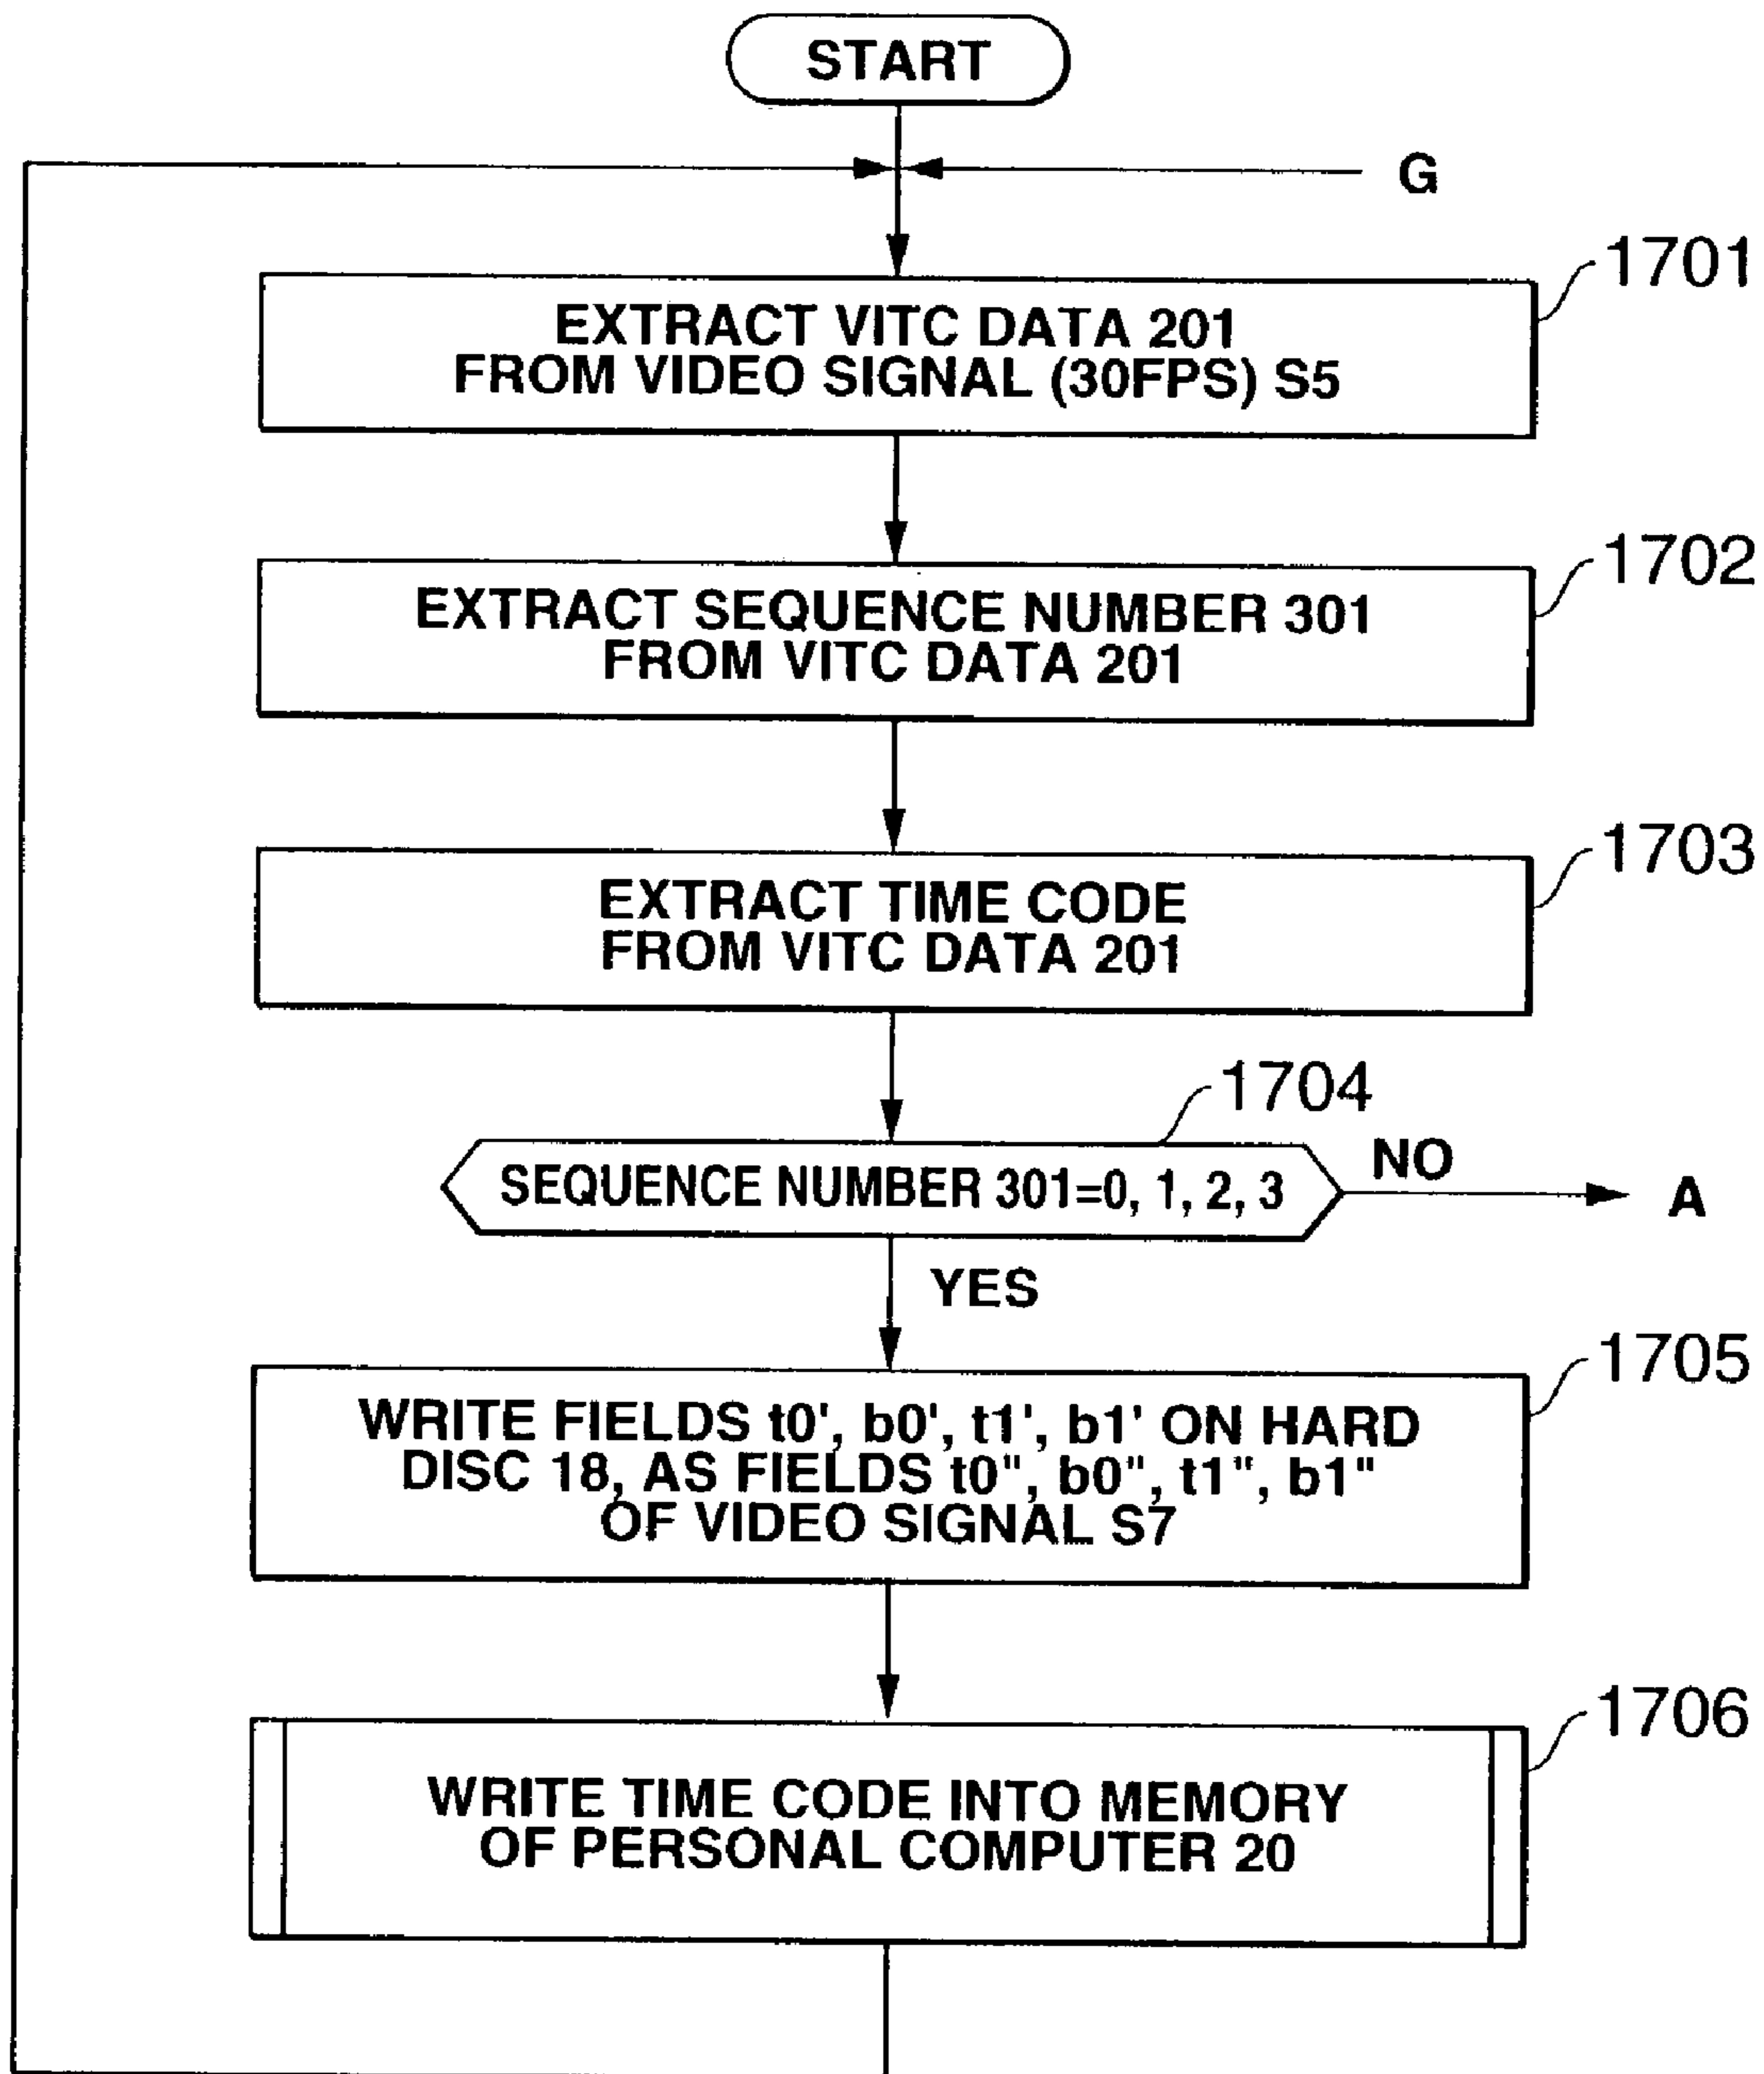 START
G
1701
EXTRACT VITC DATA 201
FROM VIDEO SIGNAL (30FPS) S5
1702
EXTRACT SEQUENCE NUMBER 301
FROM VITC DATA 201
1703
EXTRACT TIME CODE
FROM VITC DATA 201
1704
SEQUENCE NUMBER 301=0, 1, 2, 3
NO
A
YES
1705
WRITE FIELDS t0', b0', t1', b1' ON HARD
DISC 18, AS FIELDS t0", b0", t1", b1"
OF VIDEO SIGNAL S7
1706
WRITE TIME CODE INTO MEMORY
OF PERSONAL COMPUTER 20